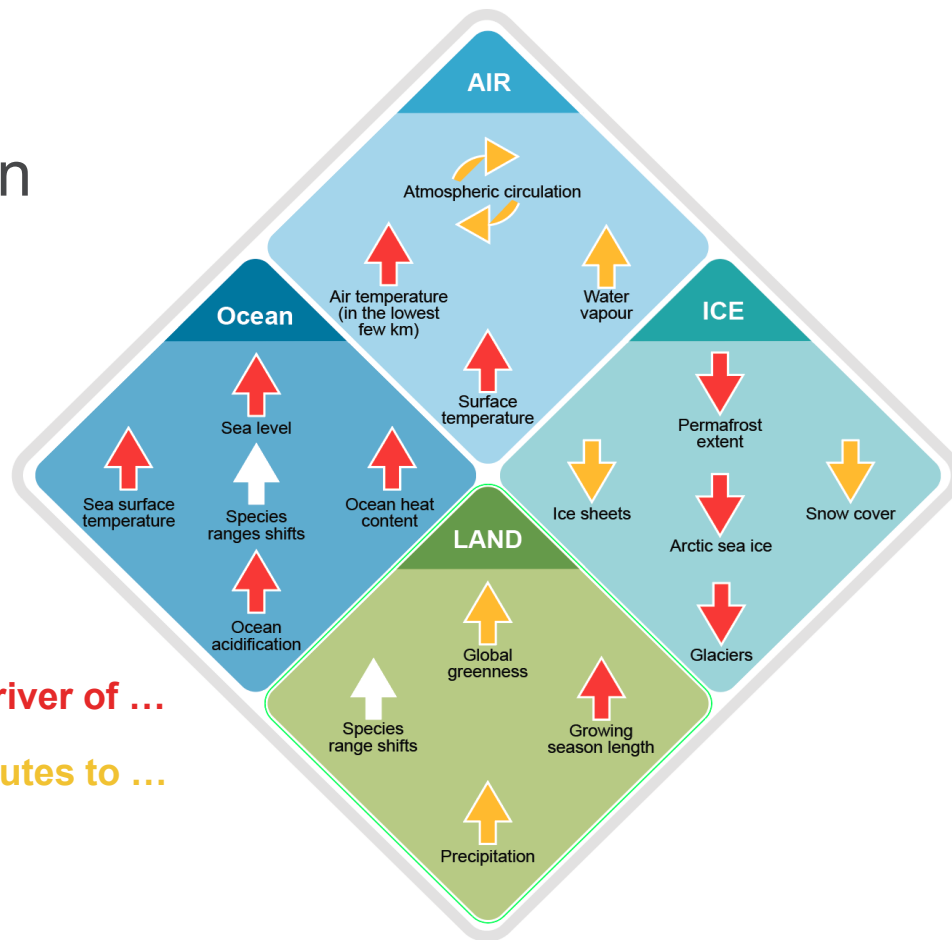 n
AIR
Atmospheric circulation
Air temperature
(in the lowest
few km)
Water
vapour
Surface
temperature
Ocean
Sea level
Sea surface
temperature
Species
ranges shifts
Ocean heat
content
Ocean
acidification
ICE
Permafrost
extent
Ice sheets
Snow cover
Arctic sea ice
Glaciers
LAND
Global
greenness
Species
range shifts
Growing
season length
Precipitation
river of ...
utes to ...